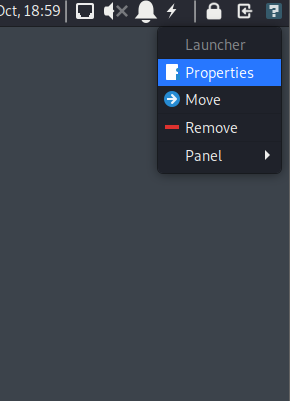 Oct, 18:59
Launcher
Properties
Move
Remove
Panel